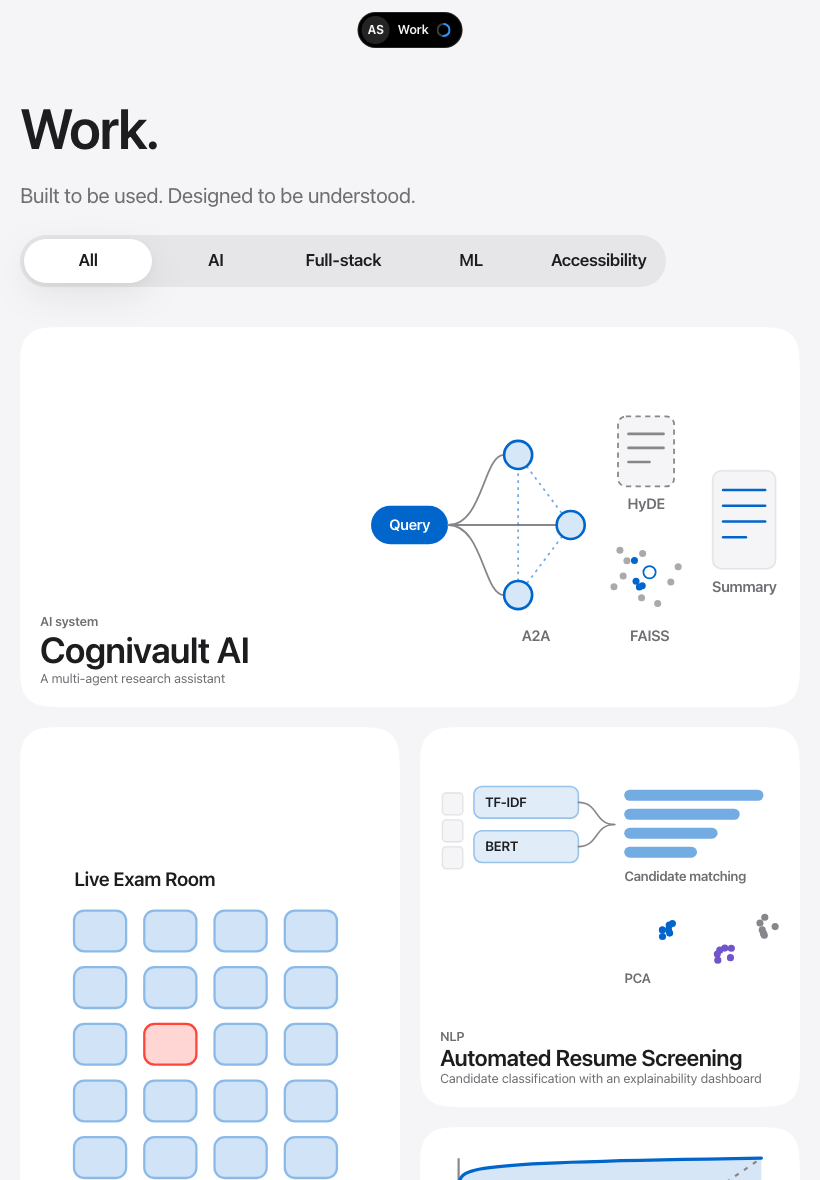 AS Work
Work.
Built to be used. Designed to be understood.
All AI Full-stack ML Accessibility
HyDE
Query
Summary
A2A FAISS
AI system
Cognivault AI
A multi-agent research assistant
Live Exam Room
TF-IDF
BERT
Candidate matching
PCA
NLP
Automated Resume Screening
Candidate classification with an explainability dashboard